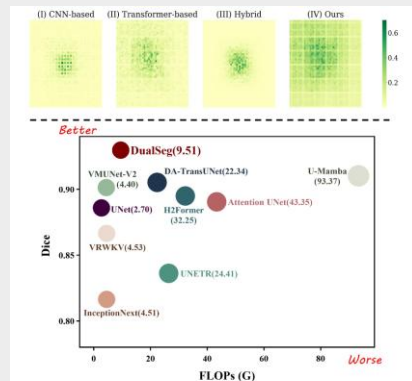 (I) CNN-based (II) Transformer-based (III) Hybrid (IV) Ours
0.6
0.4
0.2
Better
DualSeg(9.51)
VMUNet-V2
(4.40)
DA-TransUNet(22.34)
U-Mamba
(93.37)
0.90
UNet(2.70)
H2Former
(32.25)
Attention UNet(43.35)
VRWKV(4.53)
Dice
0.85
UNETR(24.41)
InceptionNext(4.51)
0.80
0 20 40 60 80
FLOPs (G)
Worse